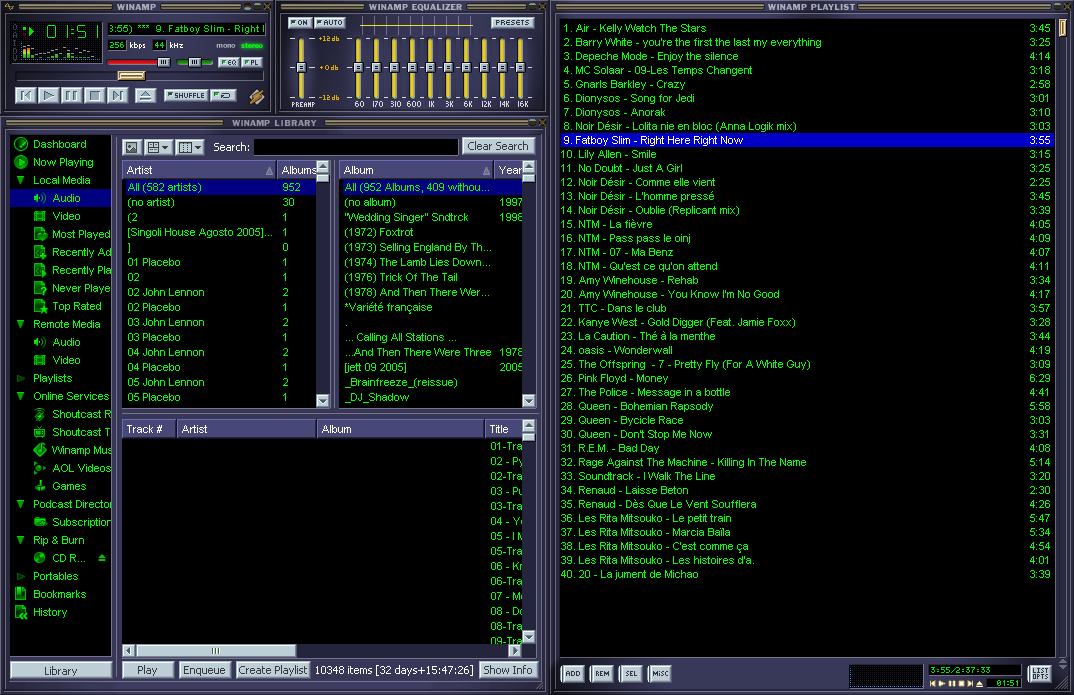 WINAMP
01:51
3:55) *** 9. Fatboy Slim - Right
256 kbps 44 kHz mono stereo
EQ PL
SHUFFLE
WINAMP EQUALIZER
ON AUTO PRESETS
+12 db
+0 db
-12 db
PREAMP 60 170 310 600 1K 3K 6K 12K 14K 16K
WINAMP LIBRARY
Dashboard
Now Playing
Local Media
Audio
Video
Most Played
Recently Ad
Recently Pla
Never Playe
Top Rated
Remote Media
Audio
Video
Playlists
Online Services
Shoutcast R
Shoutcast T
Winamp Mus
AOL Videos
Games
Podcast Director
Subscription
Rip & Burn
CD R...
Portables
Bookmarks
History
Library
Search: Clear Search
Artist Albums
All (582 artists) 952
(no artist) 30
(2 1
[Singoli House Agosto 2005]... 1
] 0
01 Placebo 1
02 1
02 John Lennon 2
02 Placebo 1
03 John Lennon 2
03 Placebo 1
04 John Lennon 2
04 Placebo 1
05 John Lennon 2
05 Placebo 1
Album Year
All (952 Albums, 409 withou...
(no album) 1997
"Wedding Singer" Sndtrck 1998
(1972) Foxtrot
(1973) Selling England By Th...
(1974) The Lamb Lies Down...
(1976) Trick Of The Tail
(1978) And Then There Wer...
*Variété française
.
... Calling All Stations ...
...And Then There Were Three 1978
[jett 09 2005] 2005
_Brainfreeze_(reissue)
_DJ_Shadow
Track # Artist Album Title
01-Tra
02 - Py
02-Tra
03 - Pu
03-Tra
04 - Y
05 - I M
05-Tra
06 - Kr
06-Tra
07 - Mo
08 - De
08-Tra
09-Tra
Play Enqueue Create Playlist 10348 items [32 days+15:47:26] Show Info
WINAMP PLAYLIST
1. Air - Kelly Watch The Stars 3:45
2. Barry White - you're the first the last my everything 3:25
3. Depeche Mode - Enjoy the silence 4:14
4. MC Solaar - 09-Les Temps Changent 3:18
5. Gnarls Barkley - Crazy 2:58
6. Dionysos - Song for Jedi 3:01
7. Dionysos - Anorak 3:10
8. Noir Désir - Lolita nie en bloc (Anna Logik mix) 3:03
9. Fatboy Slim - Right Here Right Now 3:55
10. Lily Allen - Smile 3:15
11. No Doubt - Just A Girl 3:25
12. Noir Désir - Comme elle vient 2:25
13. Noir Désir - L'homme pressé 3:45
14. Noir Désir - Oublie (Replicant mix) 3:39
15. NTM - La fièvre 4:05
16. NTM - Pass pass le oinj 4:09
17. NTM - 07 - Ma Benz 4:07
18. NTM - Qu'est ce qu'on attend 4:11
19. Amy Winehouse - Rehab 3:34
20. Amy Winehouse - You Know I'm No Good 4:17
21. TTC - Dans le club 3:57
22. Kanye West - Gold Digger (Feat. Jamie Foxx) 3:28
23. La Caution - Thé à la menthe 3:44
24. oasis - Wonderwall 4:19
25. The Offspring - 7 - Pretty Fly (For A White Guy) 3:09
26. Pink Floyd - Money 6:29
27. The Police - Message in a bottle 4:41
28. Queen - Bohemian Rapsody 5:58
29. Queen - Bycicle Race 3:03
30. Queen - Don't Stop Me Now 3:31
31. R.E.M. - Bad Day 4:08
32. Rage Against The Machine - Killing In The Name 5:14
33. Soundtrack - I Walk The Line 3:20
34. Renaud - Laisse Beton 2:30
35. Renaud - Dès Que Le Vent Soufflera 4:26
36. Les Rita Mitsouko - Le petit train 5:47
37. Les Rita Mitsouko - Marcia Baïla 5:34
38. Les Rita Mitsouko - C'est comme ça 4:54
39. Les Rita Mitsouko - Les histoires d'a. 4:01
40. 20 - La jument de Michao 3:39
ADD REM SEL MISC
3:55/2:37:33
01:51
LIST OPTS